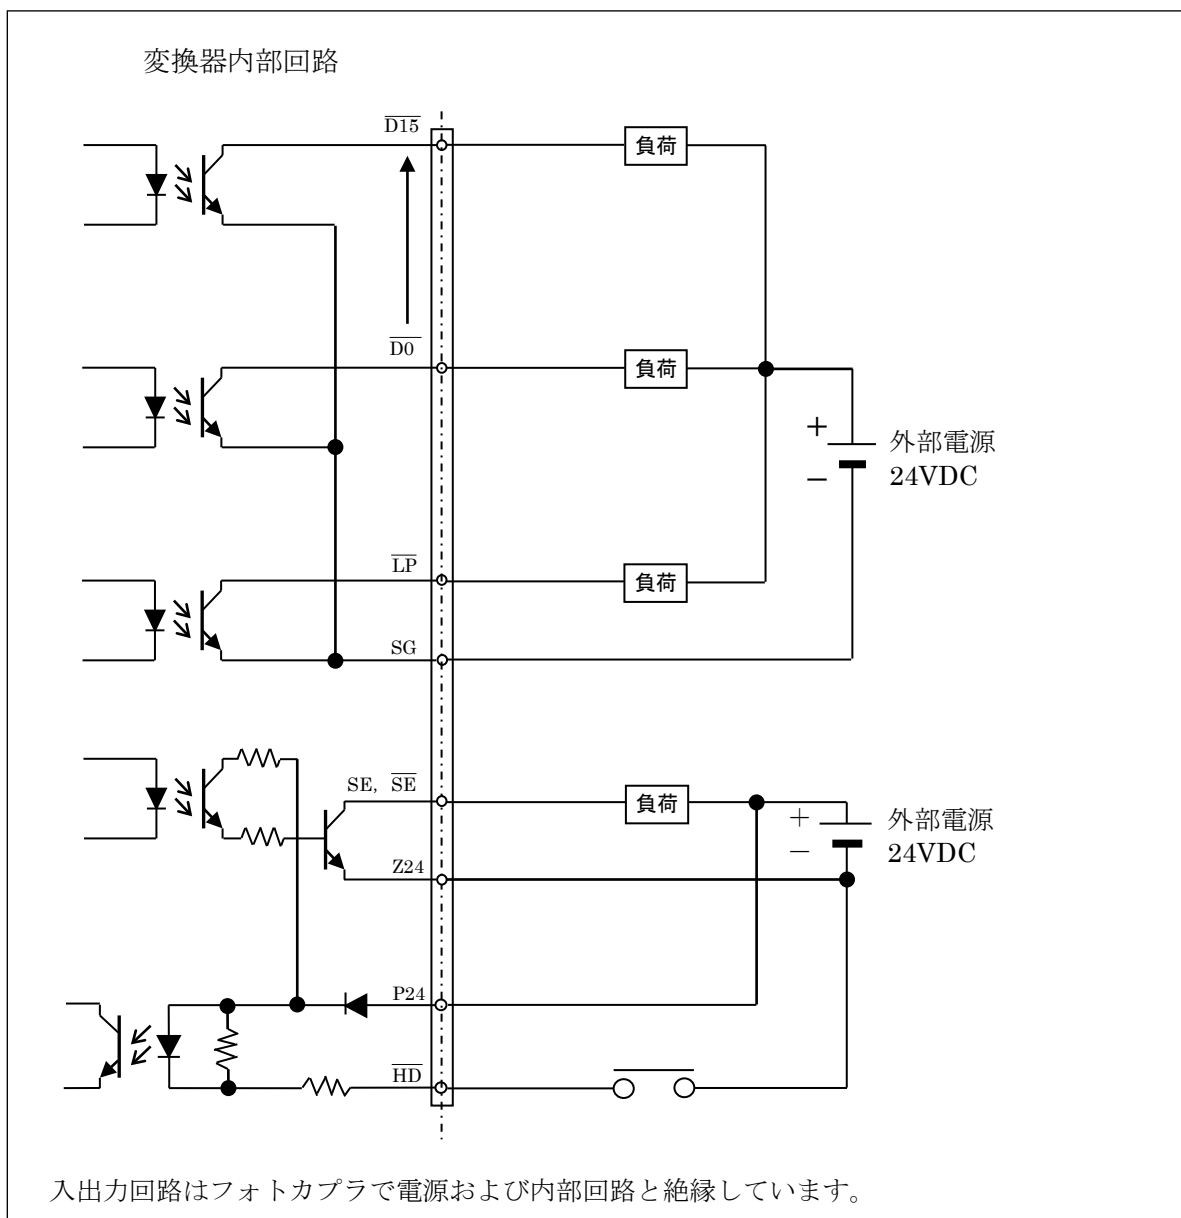 変換器内部回路
D15
負荷
D0
負荷
+
外部電源
−
24VDC
LP
負荷
SG
SE, SE
負荷
+
外部電源
−
24VDC
Z24
P24
HD
入出力回路はフォトカプラで電源および内部回路と絶縁しています。